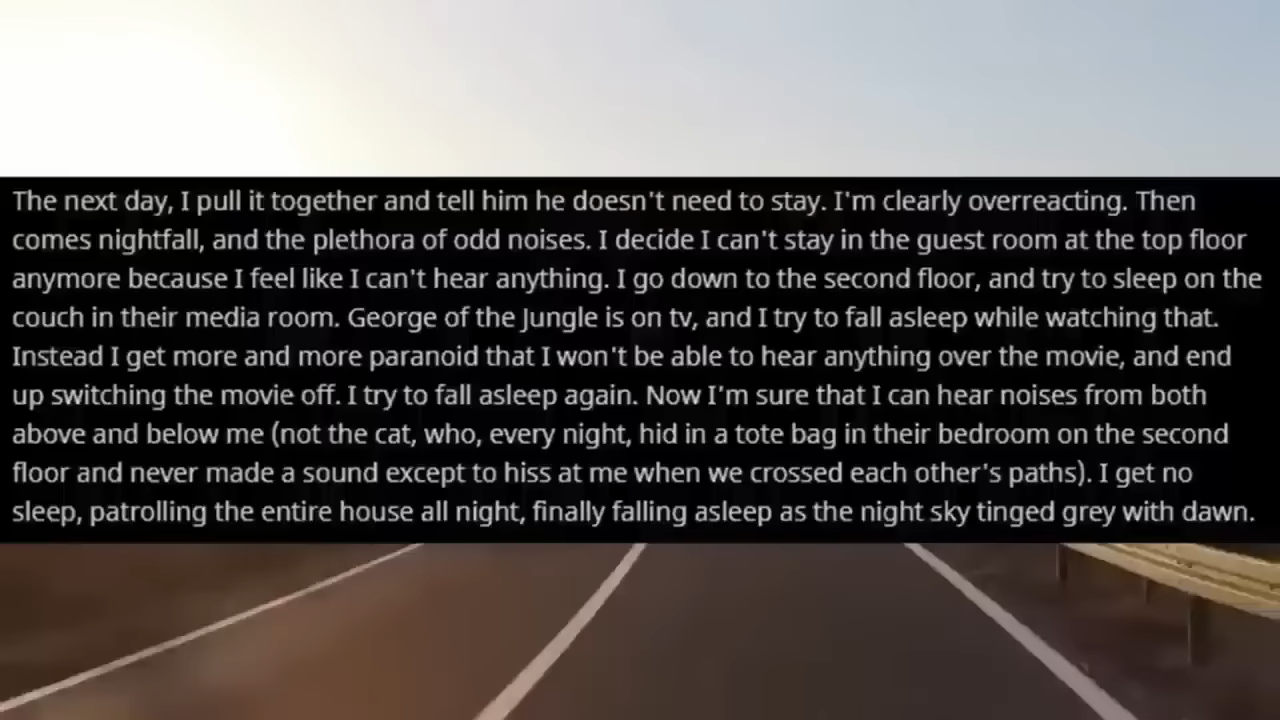 The next day, I pull it together and tell him he doesn't need to stay. I'm clearly overreacting. Then
comes nightfall, and the plethora of odd noises. I decide I can't stay in the guest room at the top floor
anymore because I feel like I can't hear anything. I go down to the second floor, and try to sleep on the
couch in their media room. George of the Jungle is on tv, and I try to fall asleep while watching that.
Instead I get more and more paranoid that I won't be able to hear anything over the movie, and end
up switching the movie off. I try to fall asleep again. Now I'm sure that I can hear noises from both
above and below me (not the cat, who, every night, hid in a tote bag in their bedroom on the second
floor and never made a sound except to hiss at me when we crossed each other's paths). I get no
sleep, patrolling the entire house all night, finally falling asleep as the night sky tinged grey with dawn.